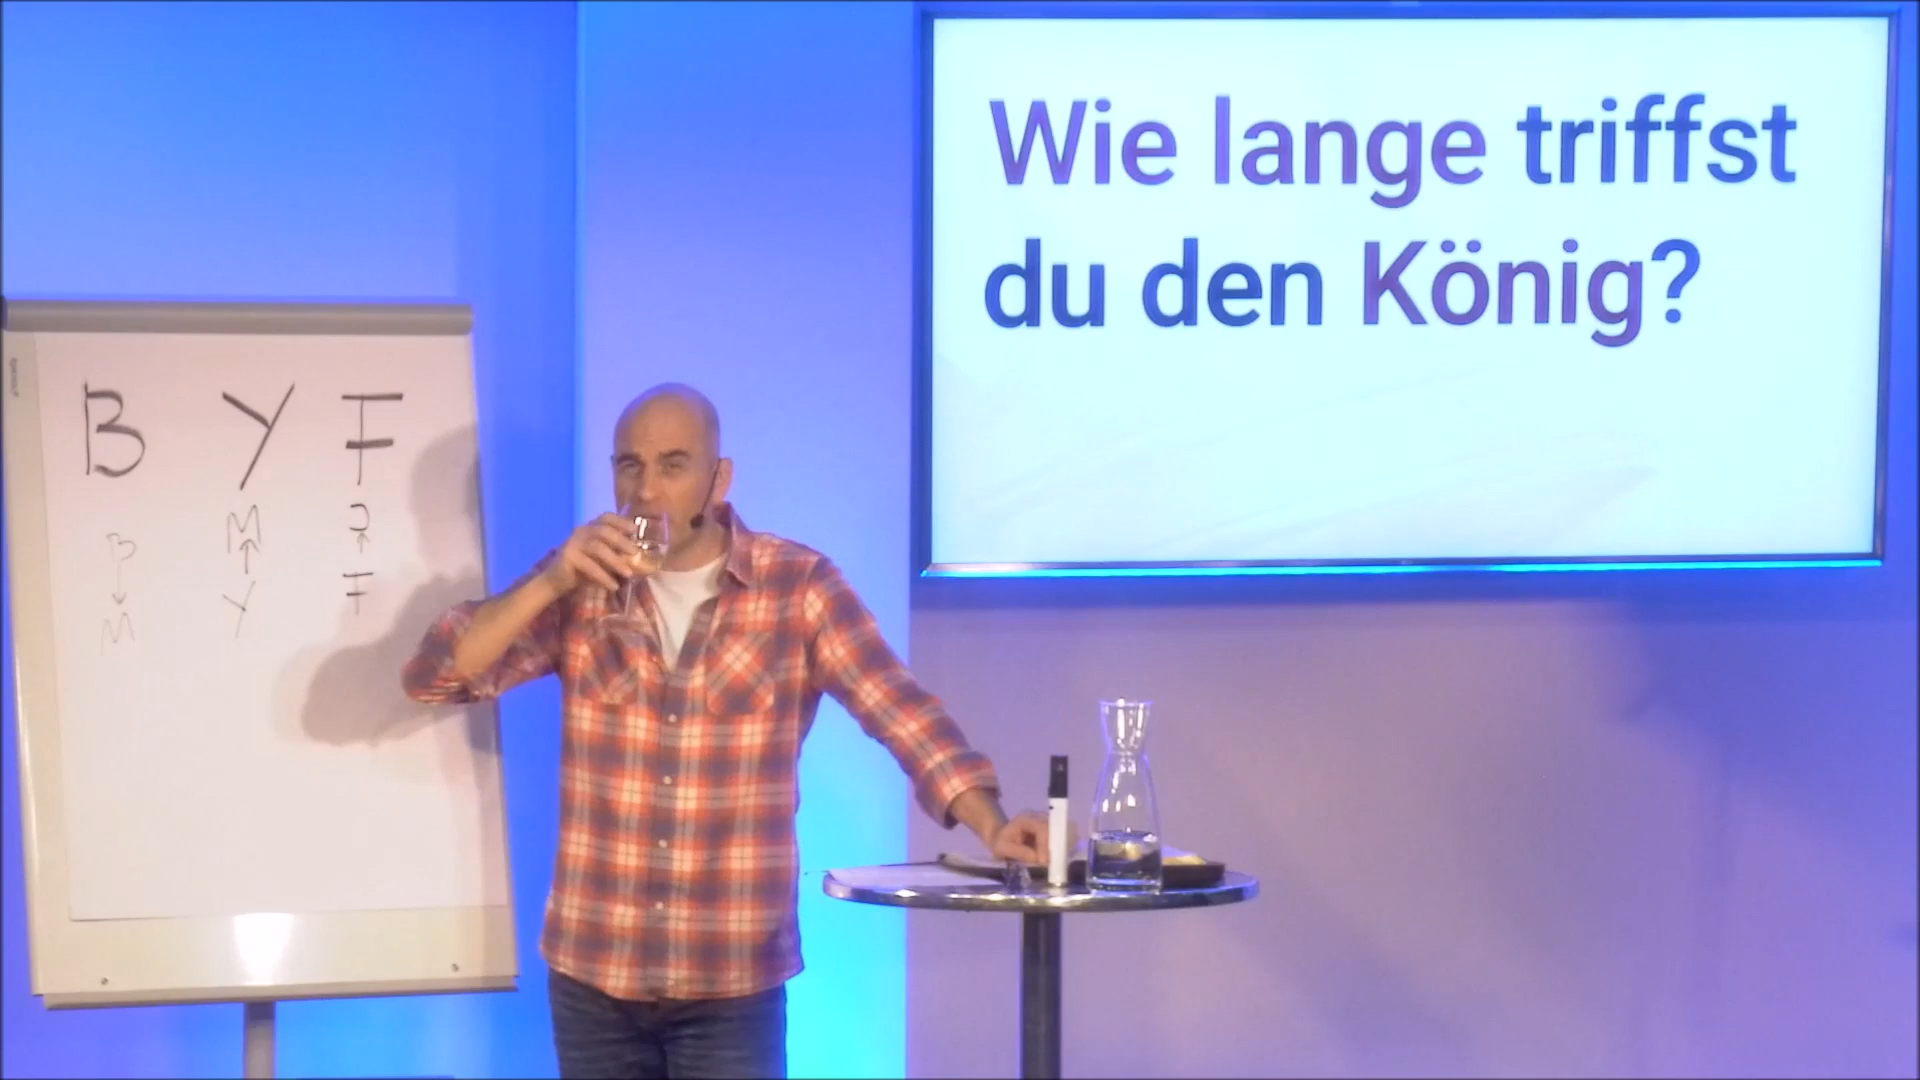 Wie lange triffst
du den König?
B Y F
B M
Y F
M